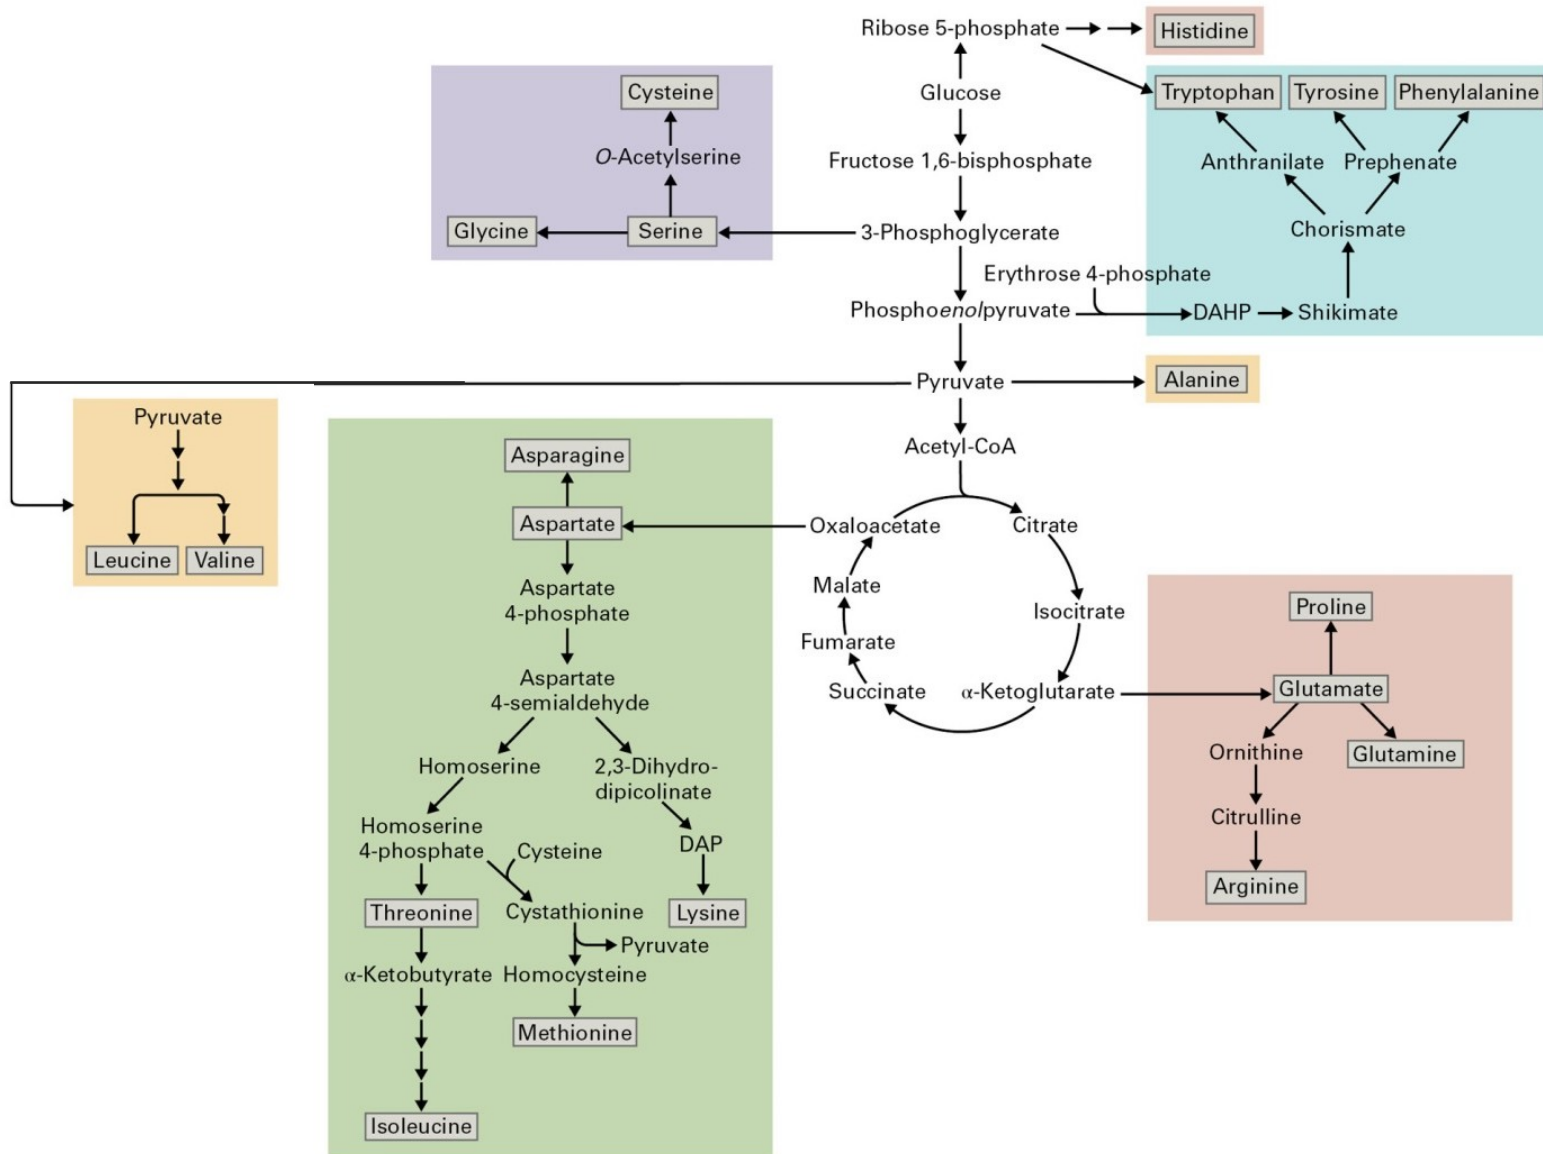 Ribose 5-phosphate
Histidine
Cysteine
Glucose
Tryptophan
Tyrosine
Phenylalanine
O-Acetylserine
Fructose 1,6-bisphosphate
Anthranilate
Prephenate
Glycine
Serine
3-Phosphoglycerate
Chorismate
Erythrose 4-phosphate
Phosphoenolpyruvate
DAHP
Shikimate
Pyruvate
Alanine
Pyruvate
Leucine
Valine
Acetyl-CoA
Asparagine
Aspartate
Oxaloacetate
Citrate
Malate
Isocitrate
Fumarate
Succinate
α-Ketoglutarate
Aspartate
4-phosphate
Aspartate
4-semialdehyde
Homoserine
2,3-Dihydro-
dipicolinate
Homoserine
4-phosphate
Cysteine
DAP
Threonine
Cystathionine
Lysine
Pyruvate
α-Ketobutyrate
Homocysteine
Methionine
Isoleucine
Proline
Glutamate
Ornithine
Glutamine
Citrulline
Arginine